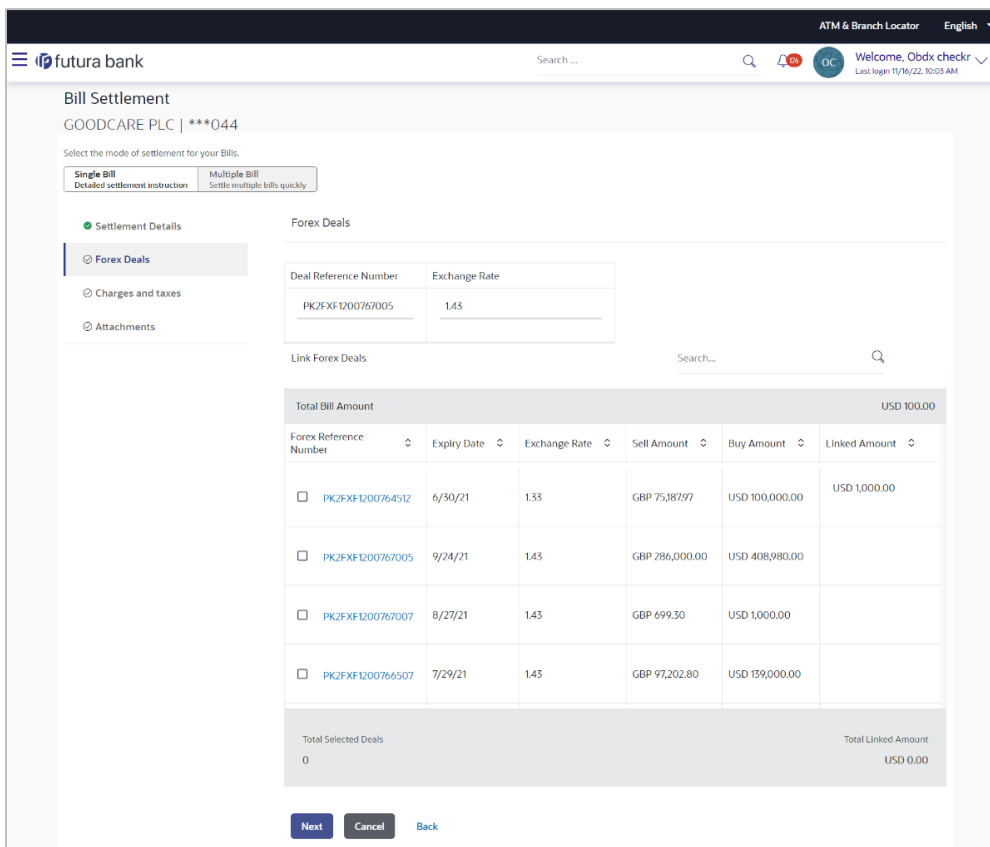 ATM & Branch Locator English
futura bank
Search ...
126
OC
Welcome, Obdx checkr
Last login 11/16/22, 10:03 AM
Bill Settlement
GOODCARE PLC | ***044
Select the mode of settlement for your Bills.
Single Bill
Detailed settlement instruction
Multiple Bill
Settle multiple bills quickly
Settlement Details
Forex Deals
Charges and taxes
Attachments
Forex Deals
Deal Reference Number Exchange Rate
PK2FXF1200767005 1.43
Link Forex Deals Search...
Total Bill Amount USD 100.00
Forex Reference Number Expiry Date Exchange Rate Sell Amount Buy Amount Linked Amount
PK2FXF1200764512 6/30/21 1.33 GBP 75,187.97 USD 100,000.00 USD 1,000.00
PK2FXF1200767005 9/24/21 1.43 GBP 286,000.00 USD 408,980.00
PK2FXF1200767007 8/27/21 1.43 GBP 699.30 USD 1,000.00
PK2FXF1200766507 7/29/21 1.43 GBP 97,202.80 USD 139,000.00
Total Selected Deals Total Linked Amount
0 USD 0.00
Next Cancel Back